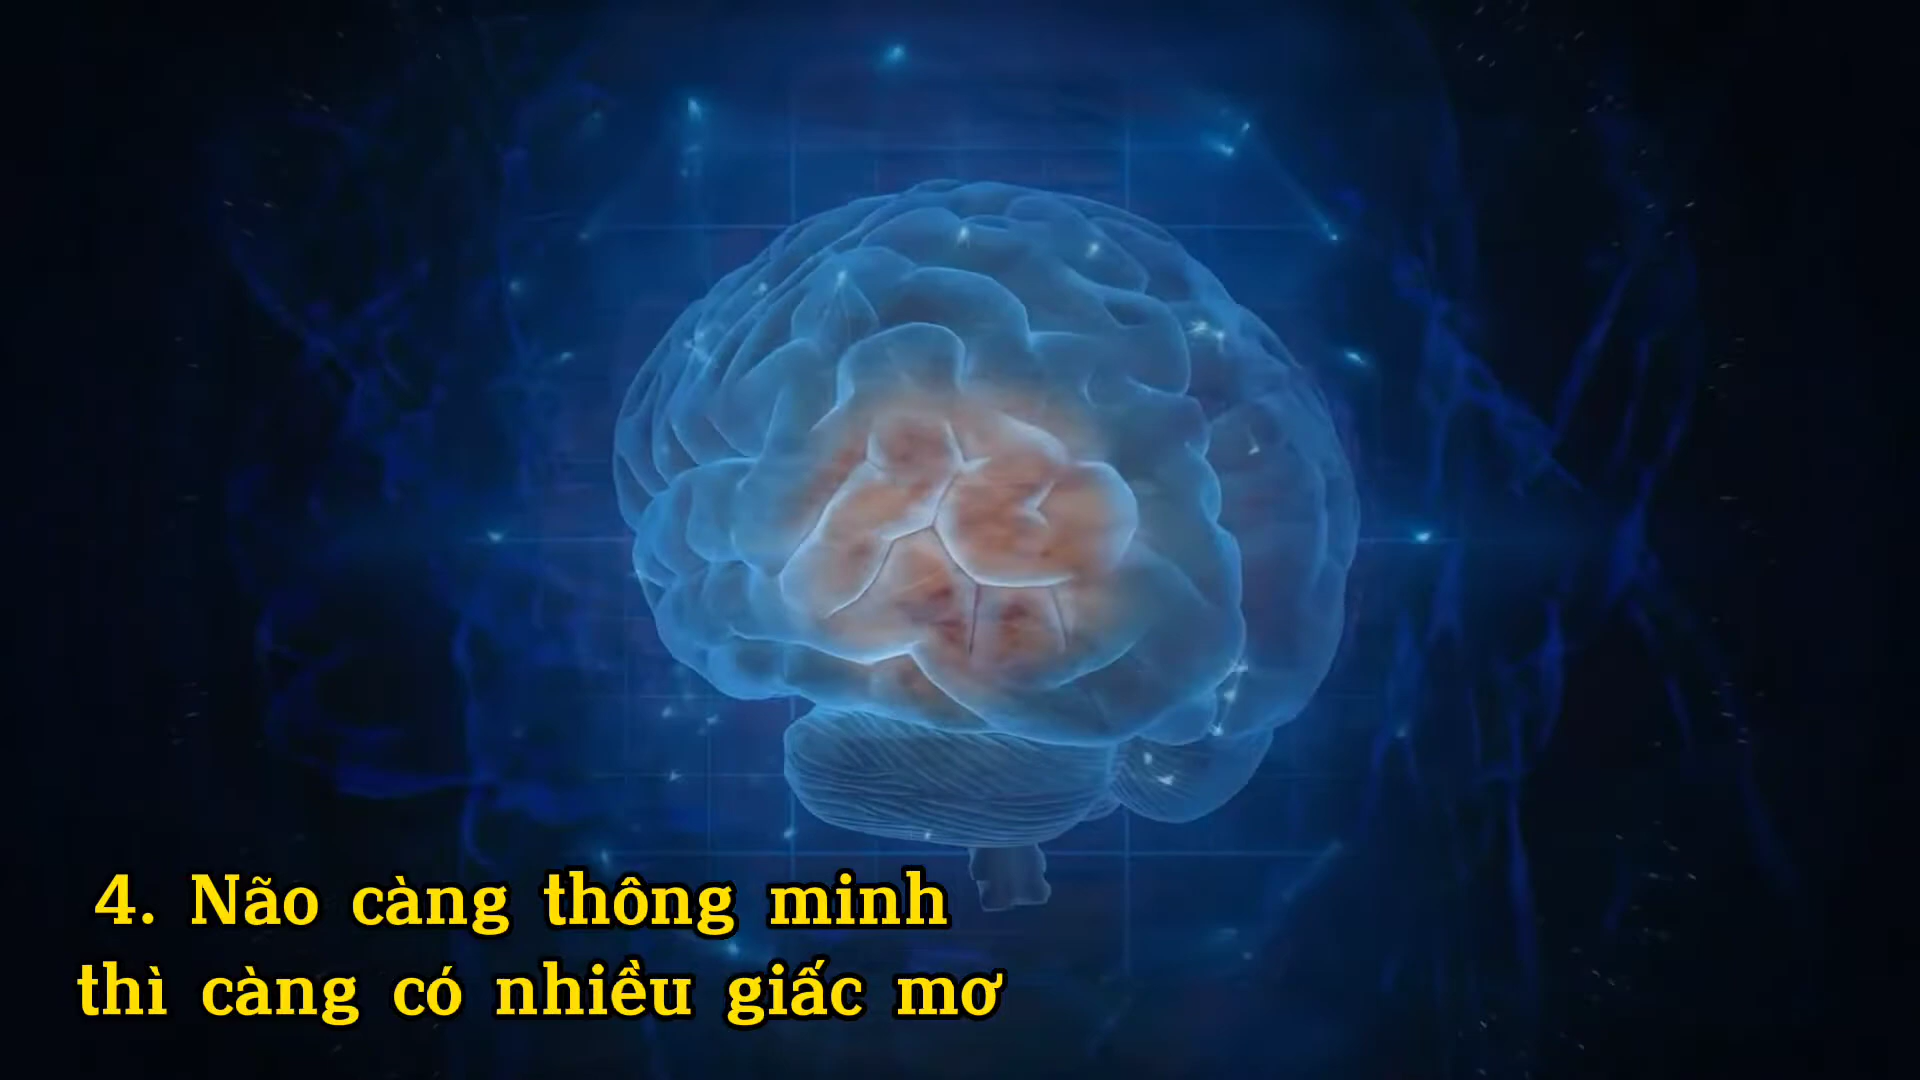 4. Não càng thông minh
thì càng có nhiều giấc mơ